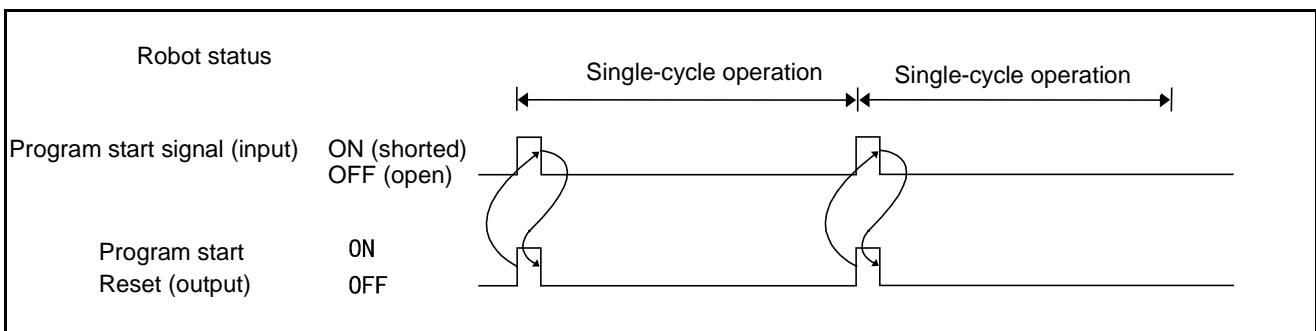 Robot status
Single-cycle operation
Single-cycle operation
Program start signal (input)
ON (shorted)
OFF (open)
Program start
ON
Reset (output)
OFF